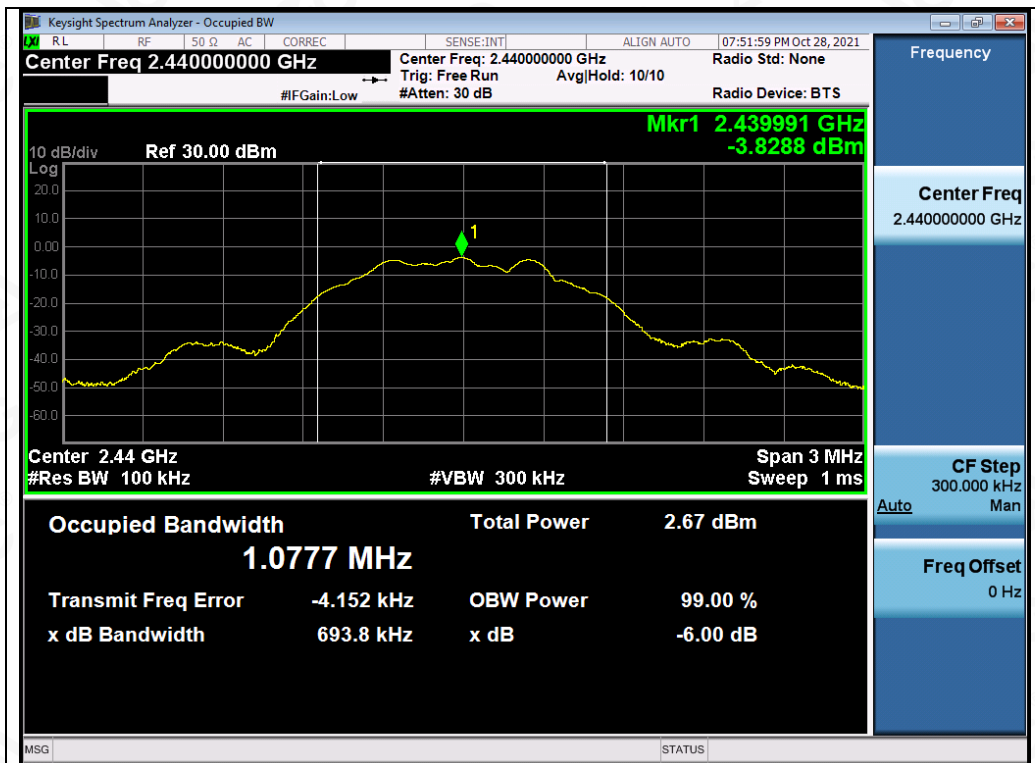 Keysight Spectrum Analyzer - Occupied BW
LXI RL RF 50 Ω AC CORREC SENSE:INT ALIGN AUTO 07:51:59 PM Oct 28, 2021
Center Freq 2.440000000 GHz
Center Freq: 2.440000000 GHz Radio Std: None
Trig: Free Run Avg|Hold: 10/10
#IFGain:Low #Atten: 30 dB Radio Device: BTS
Frequency
Mkr1 2.439991 GHz
10 dB/div Ref 30.00 dBm -3.8288 dBm
Log
20.0
10.0
0.00
-10.0
-20.0
-30.0
-40.0
-50.0
-60.0
1
Center 2.44 GHz Span 3 MHz
#Res BW 100 kHz #VBW 300 kHz Sweep 1 ms
Center Freq
2.440000000 GHz
CF Step
300.000 kHz
Auto Man
Freq Offset
0 Hz
Occupied Bandwidth Total Power 2.67 dBm
1.0777 MHz
Transmit Freq Error -4.152 kHz OBW Power 99.00 %
x dB Bandwidth 693.8 kHz x dB -6.00 dB
MSG STATUS